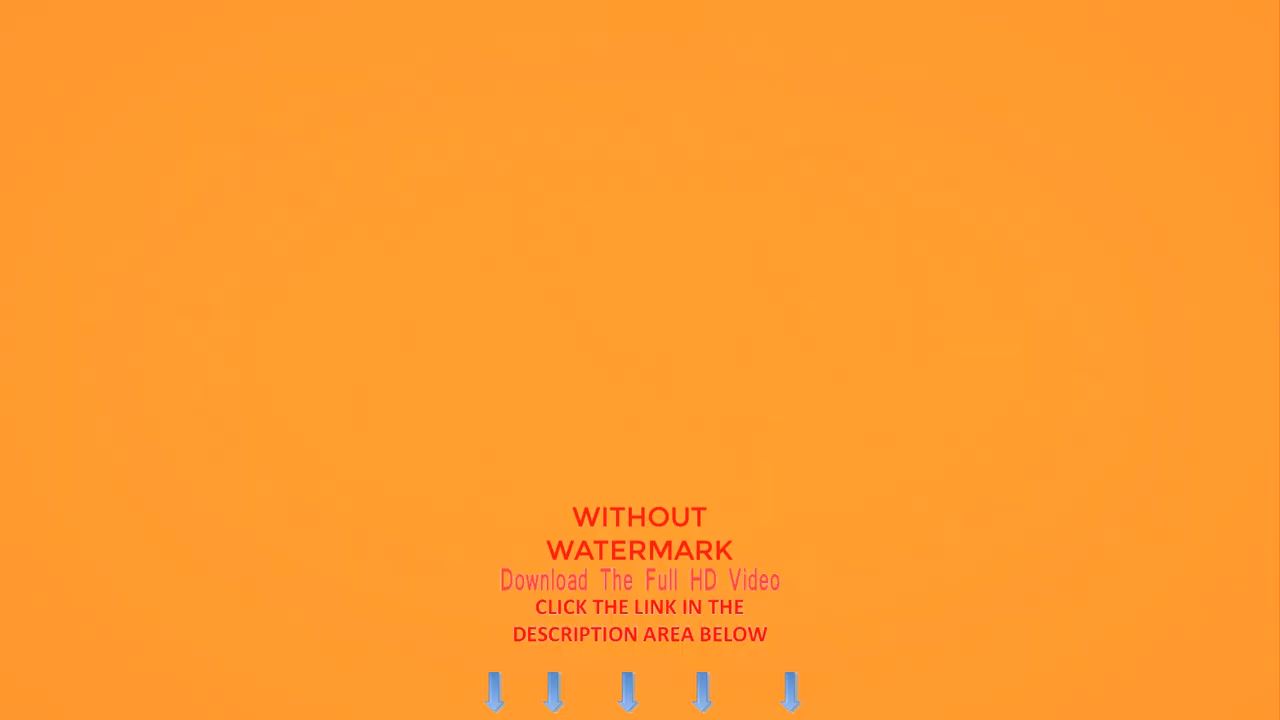 WITHOUT
WATERMARK
Download The Full HD Video
CLICK THE LINK IN THE
DESCRIPTION AREA BELOW